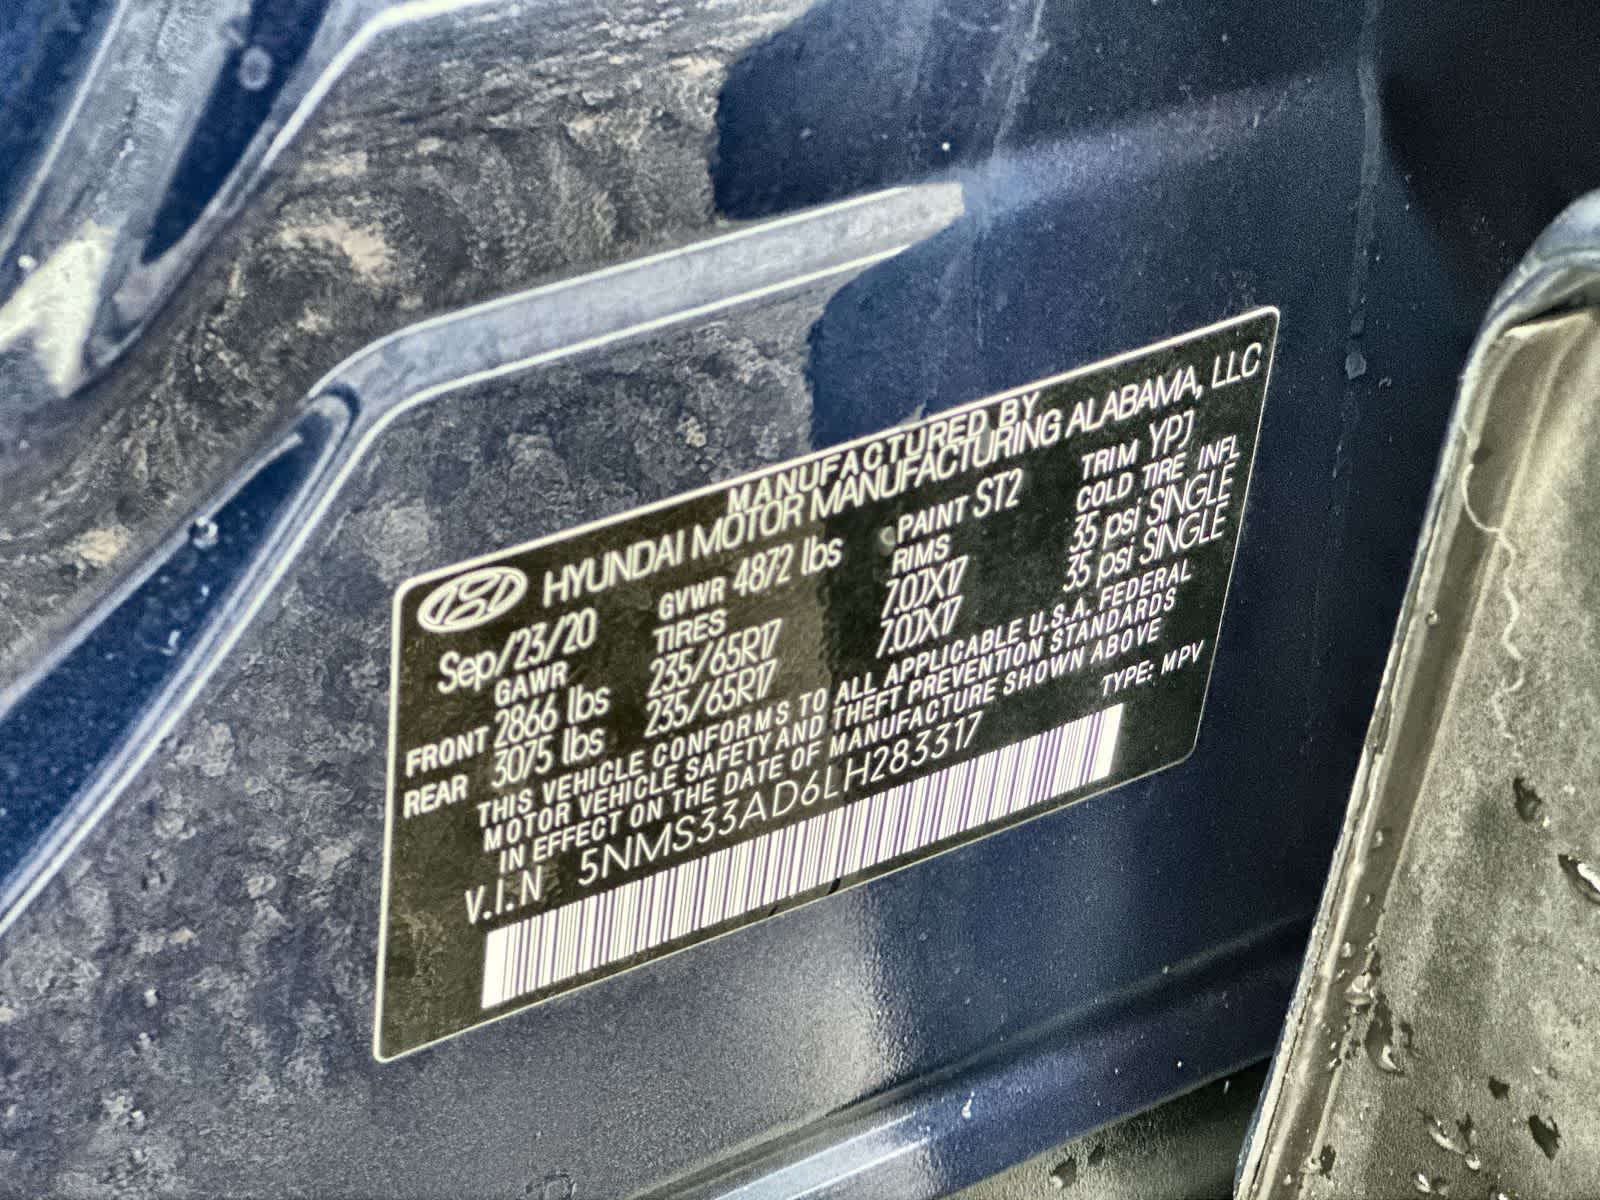 MANUFACTURED BY
HYUNDAI MOTOR MANUFACTURING ALABAMA, LLC
Sep/23/20 GVWR 4872 lbs PAINT ST2 TRIM YPJ
GAWR TIRES RIMS COLD TIRE INFL
FRONT 2866 lbs 235/65R17 7.0JX17 35 psi SINGLE
REAR 3075 lbs 235/65R17 7.0JX17 35 psi SINGLE
THIS VEHICLE CONFORMS TO ALL APPLICABLE U.S.A. FEDERAL
MOTOR VEHICLE SAFETY AND THEFT PREVENTION STANDARDS
IN EFFECT ON THE DATE OF MANUFACTURE SHOWN ABOVE
V.I.N 5NMS33AD6LH283317 TYPE: MPV